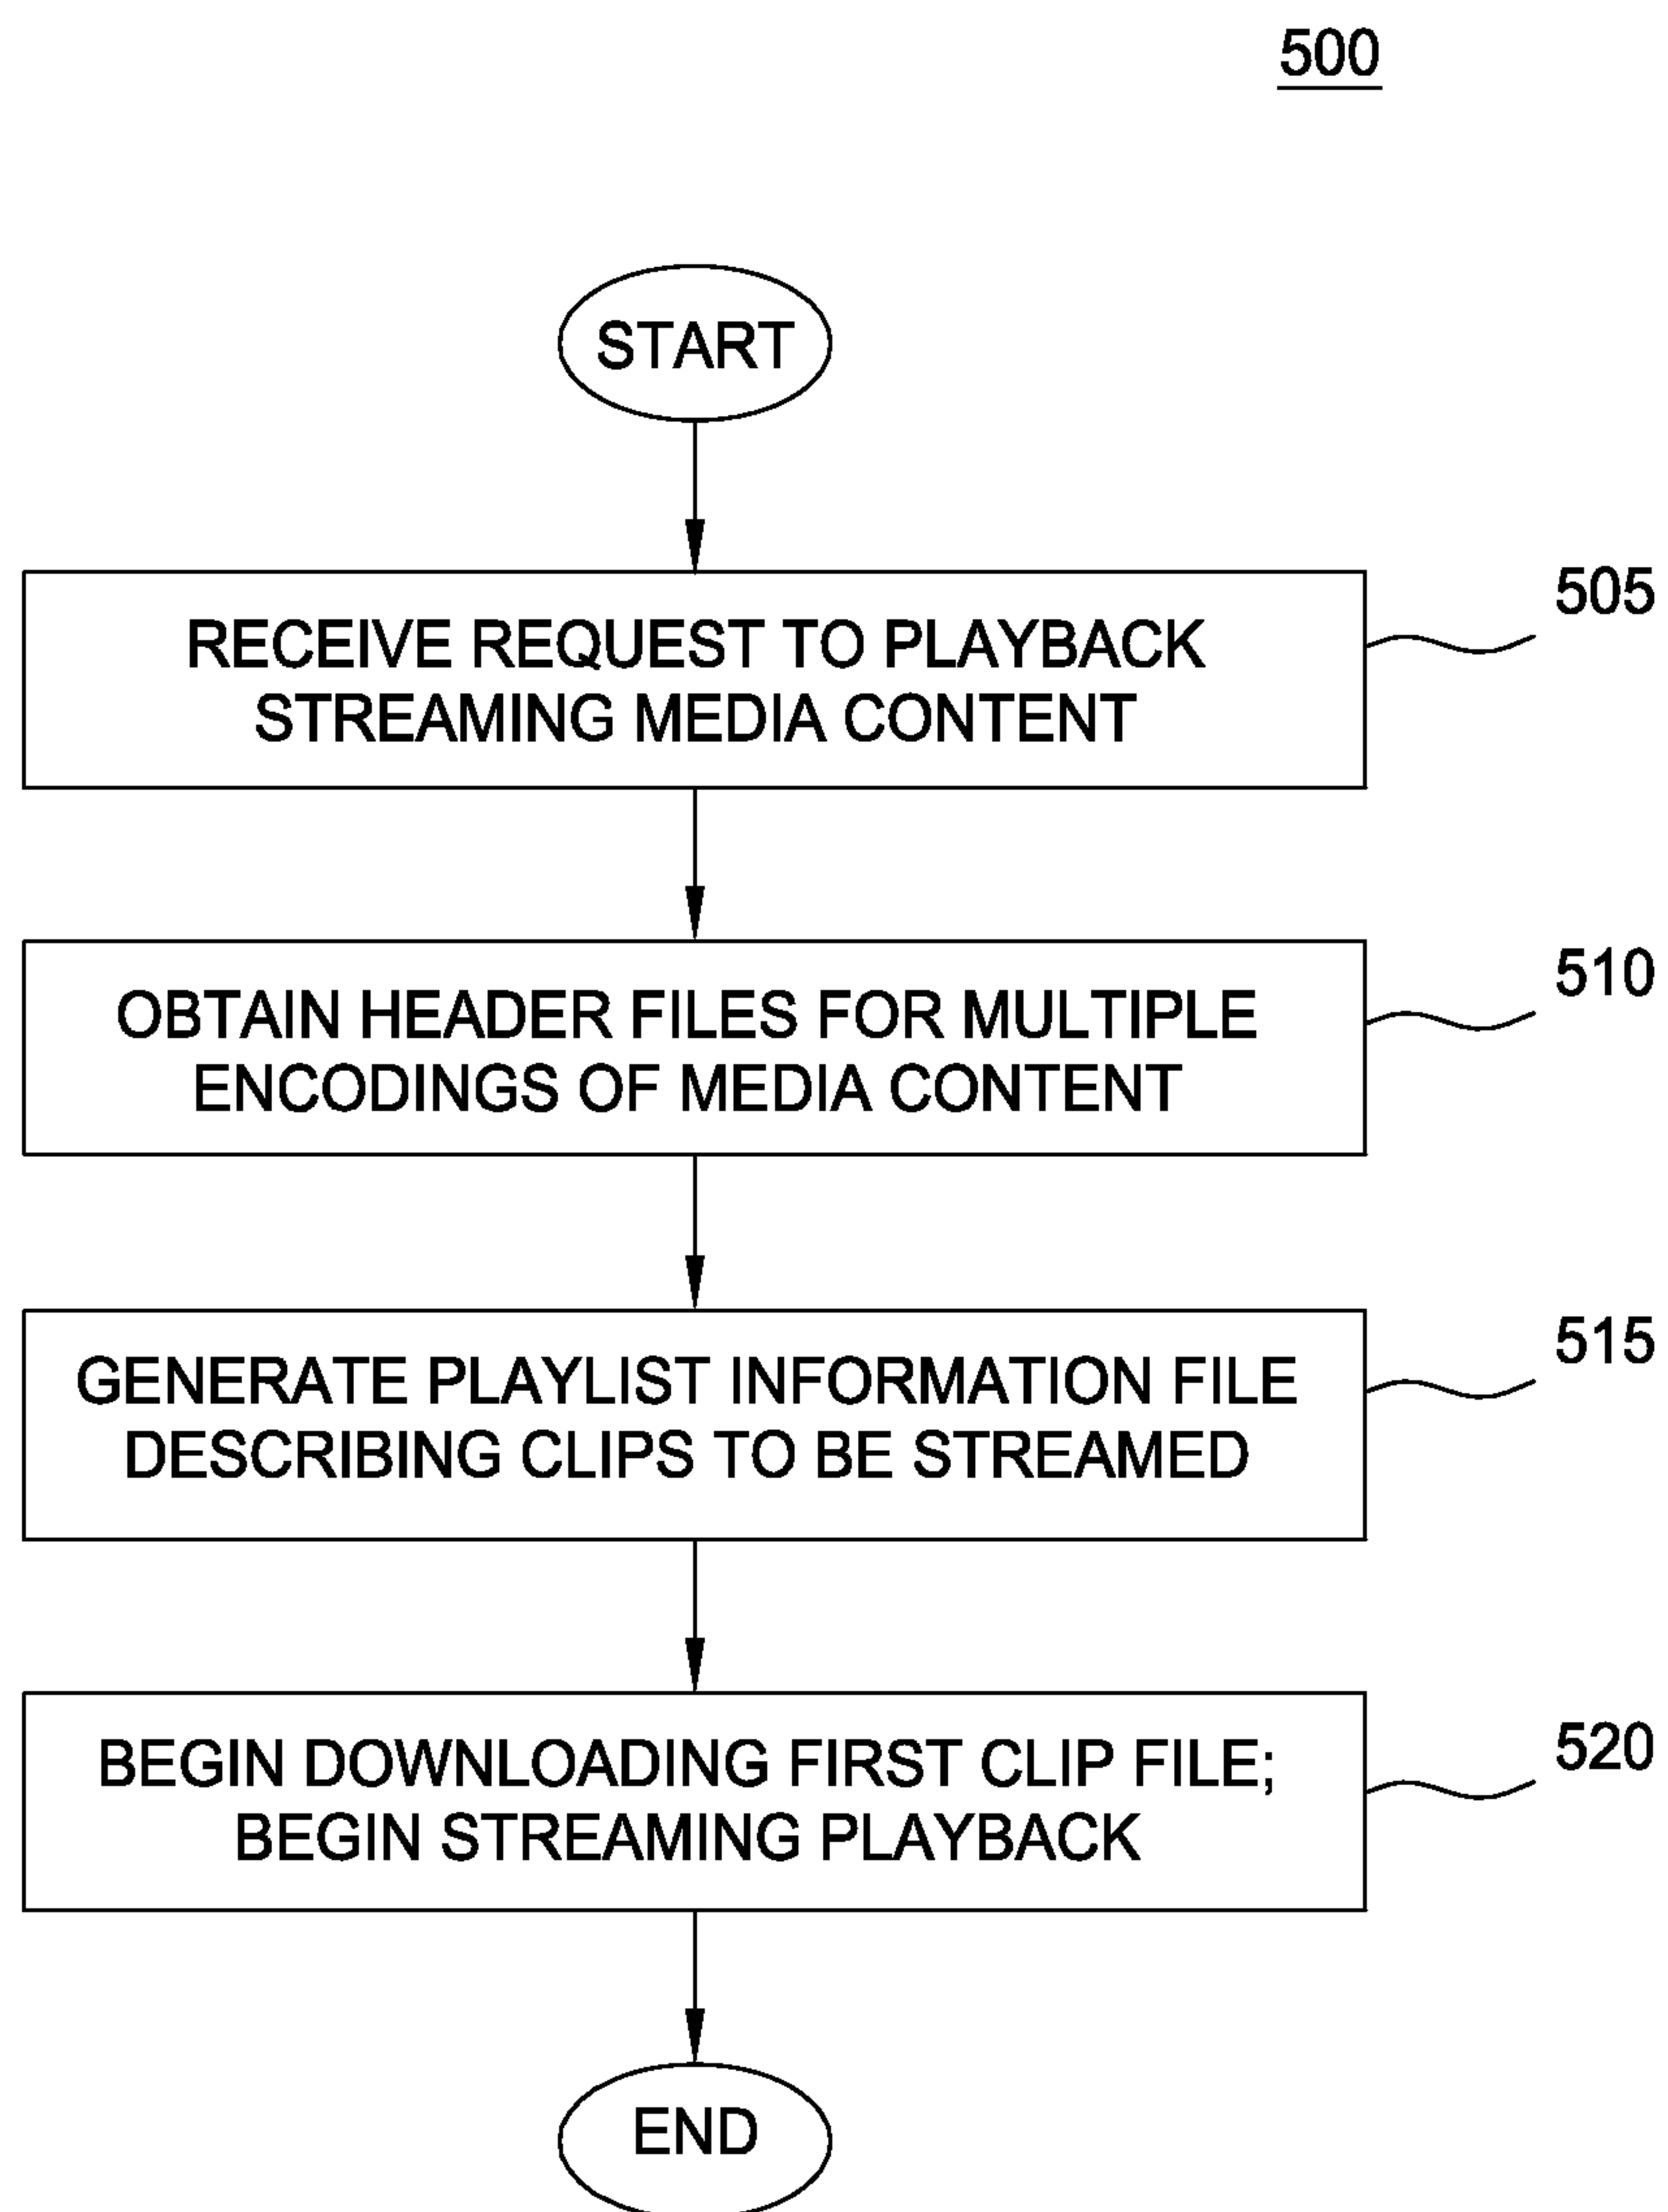 500
START
RECEIVE REQUEST TO PLAYBACK
STREAMING MEDIA CONTENT
505
OBTAIN HEADER FILES FOR MULTIPLE
ENCODINGS OF MEDIA CONTENT
510
GENERATE PLAYLIST INFORMATION FILE
DESCRIBING CLIPS TO BE STREAMED
515
BEGIN DOWNLOADING FIRST CLIP FILE;
BEGIN STREAMING PLAYBACK
520
END